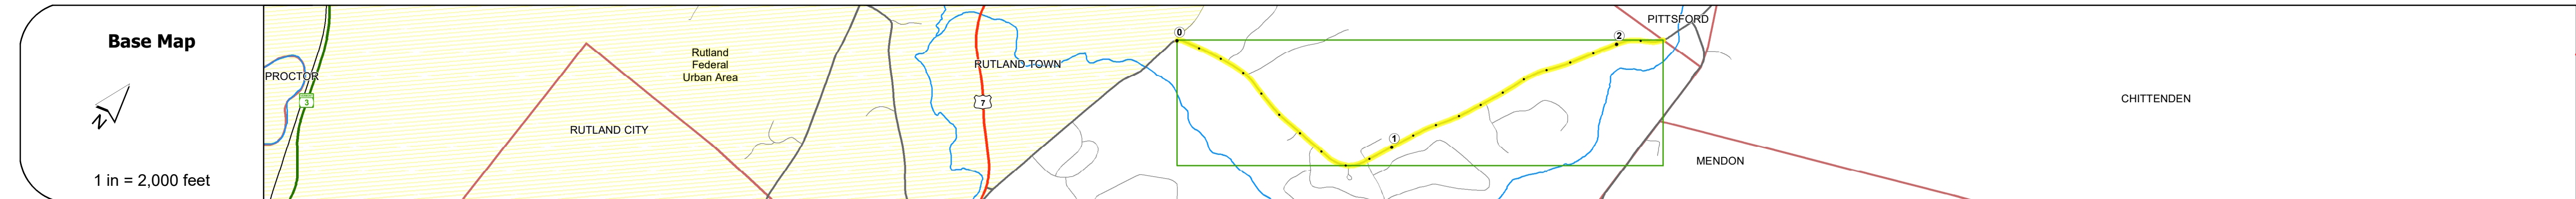 Base Map
N
1 in = 2,000 feet
PROCTOR
3
RUTLAND CITY
Rutland
Federal
Urban Area
7
RUTLAND TOWN
0
1
2
PITTSFORD
MENDON
CHITTENDEN